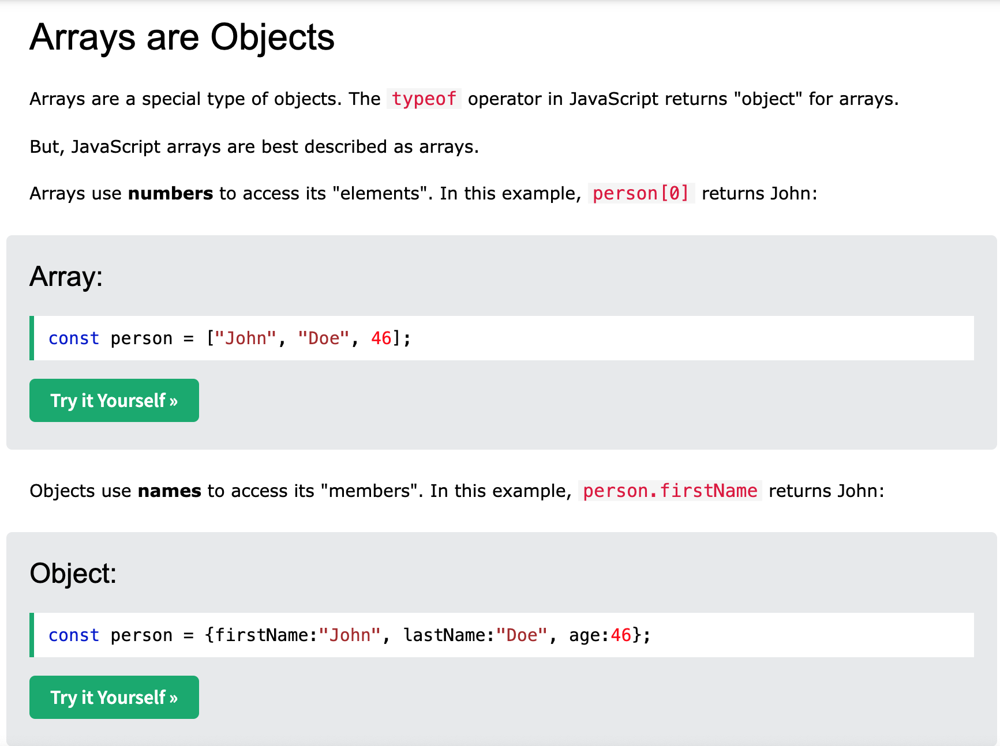 Arrays are Objects
Arrays are a special type of objects. The typeof operator in JavaScript returns "object" for arrays.
But, JavaScript arrays are best described as arrays.
Arrays use numbers to access its "elements". In this example, person[0] returns John:
Array:
const person = ["John", "Doe", 46];
Try it Yourself »
Objects use names to access its "members". In this example, person.firstName returns John:
Object:
const person = {firstName:"John", lastName:"Doe", age:46};
Try it Yourself »